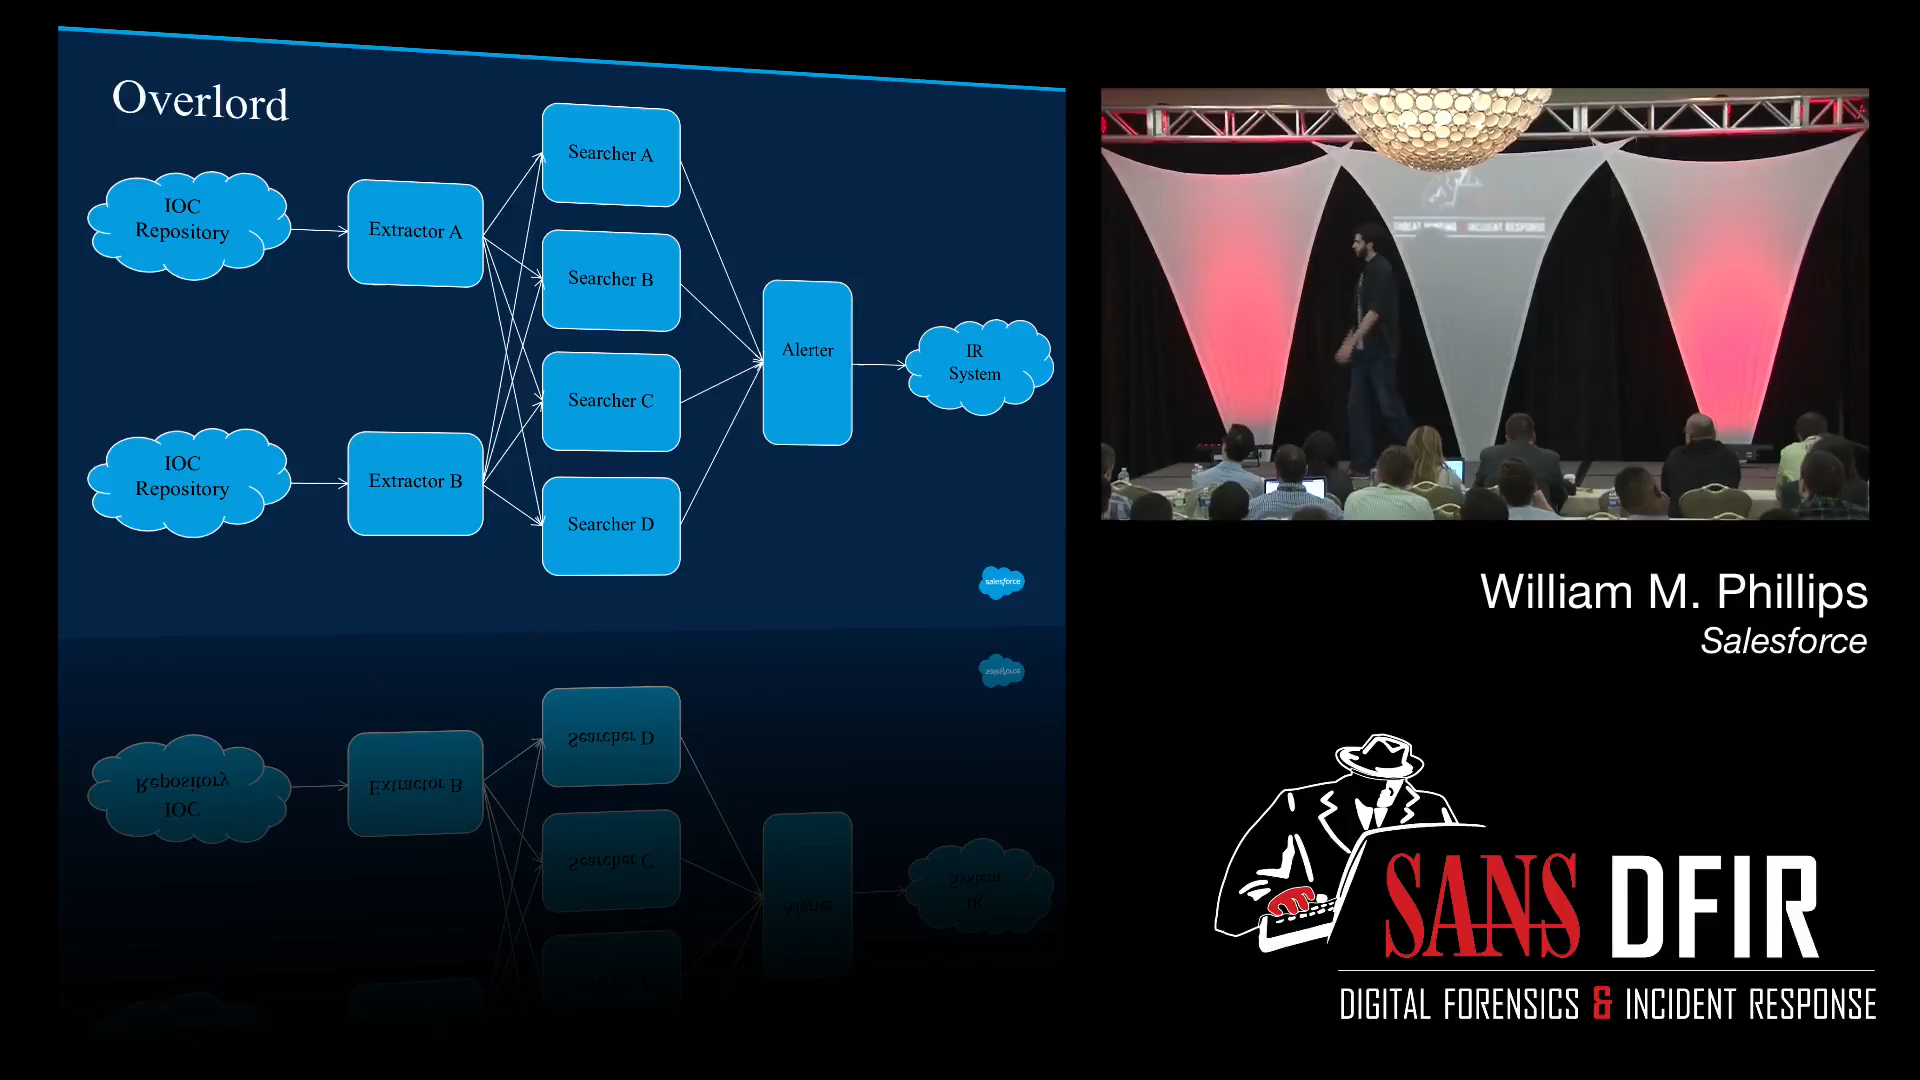 Overlord
IOC
Repository
Extractor A
IOC
Repository
Extractor B
Searcher A
Searcher B
Searcher C
Searcher D
Alerter
IR
System
salesforce
William M. Phillips
Salesforce
SANS DFIR
DIGITAL FORENSICS & INCIDENT RESPONSE